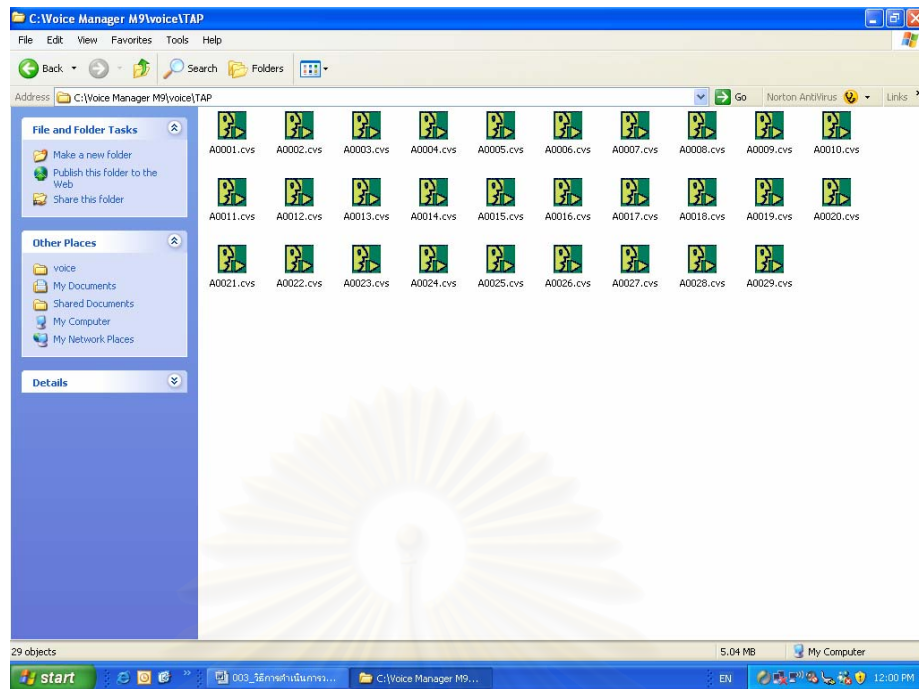 C:\Voice Manager M9\voice\TAP
File Edit View Favorites Tools Help
Back Search Folders
Address C:\Voice Manager M9\voice\TAP Go Norton AntiVirus Links
File and Folder Tasks
Make a new folder
Publish this folder to the
Web
Share this folder
Other Places
voice
My Documents
Shared Documents
My Computer
My Network Places
Details
A0001.cvs A0002.cvs A0003.cvs A0004.cvs A0005.cvs A0006.cvs A0007.cvs A0008.cvs A0009.cvs A0010.cvs
A0011.cvs A0012.cvs A0013.cvs A0014.cvs A0015.cvs A0016.cvs A0017.cvs A0018.cvs A0019.cvs A0020.cvs
A0021.cvs A0022.cvs A0023.cvs A0024.cvs A0025.cvs A0026.cvs A0027.cvs A0028.cvs A0029.cvs
29 objects 5.04 MB My Computer
start 003_วิธีการดำเนินการว... C:\Voice Manager M9... EN 12:00 PM